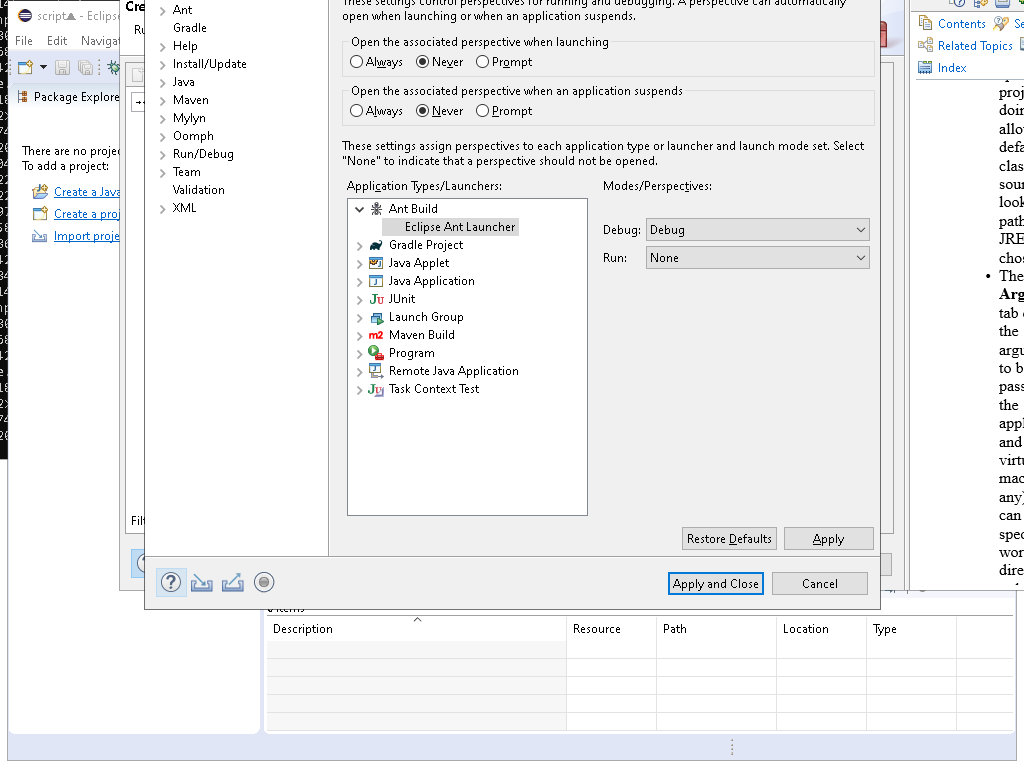 script - Eclipse
File Edit Navigat
Package Explore
There are no projec
To add a project:
Create a Java
Create a proj
Import proje
Cre
Ru
Filt
Ant
Gradle
Help
Install/Update
Java
Maven
Mylyn
Oomph
Run/Debug
Team
Validation
XML
These settings control perspectives for running and debugging. A perspective can automatically
open when launching or when an application suspends.
Open the associated perspective when launching
Always Never Prompt
Open the associated perspective when an application suspends
Always Never Prompt
These settings assign perspectives to each application type or launcher and launch mode set. Select
"None" to indicate that a perspective should not be opened.
Application Types/Launchers:
Ant Build
Eclipse Ant Launcher
Gradle Project
Java Applet
Java Application
JUnit
Launch Group
Maven Build
Program
Remote Java Application
Task Context Test
Modes/Perspectives:
Debug: Debug
Run: None
Restore Defaults Apply
Apply and Close Cancel
Contents Se
Related Topics
Index
proj
doin
allo
defa
clas
sour
look
path
JRE
chos
• The
Arg
tab
the
argu
to b
pass
the
appl
and
virtu
mac
any)
can
spec
wor
dire
items
Description Resource Path Location Type